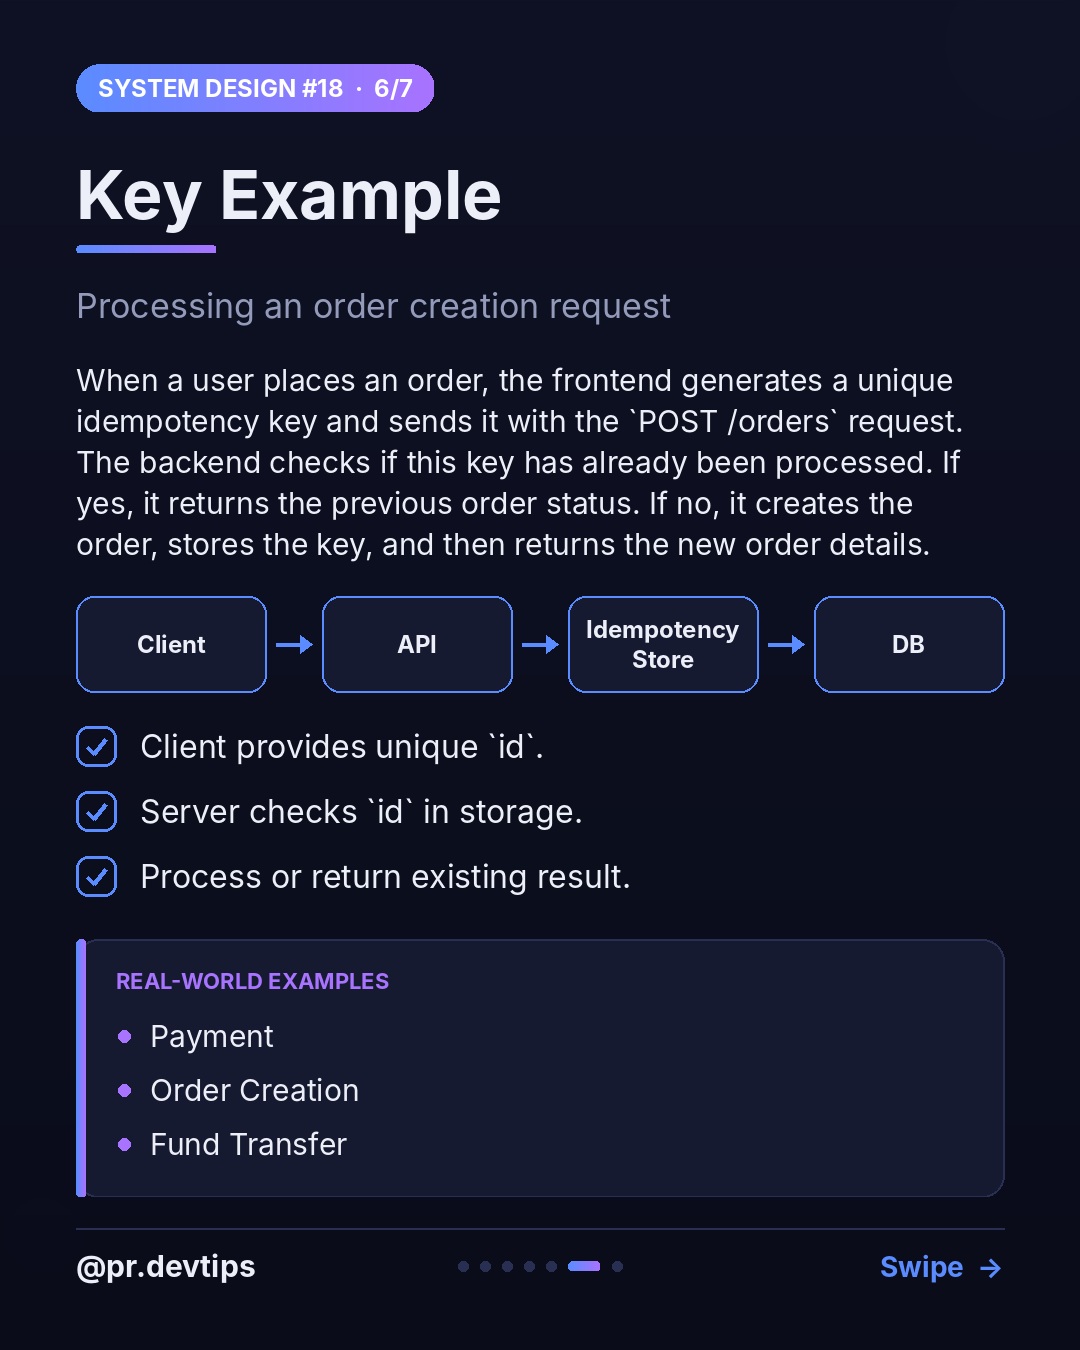 SYSTEM DESIGN #18 · 6/7
Key Example
Processing an order creation request
When a user places an order, the frontend generates a unique
idempotency key and sends it with the `POST /orders` request.
The backend checks if this key has already been processed. If
yes, it returns the previous order status. If no, it creates the
order, stores the key, and then returns the new order details.
Client
API
Idempotency
Store
DB
Client provides unique `id`.
Server checks `id` in storage.
Process or return existing result.
REAL-WORLD EXAMPLES
Payment
Order Creation
Fund Transfer
@pr.devtips
Swipe →